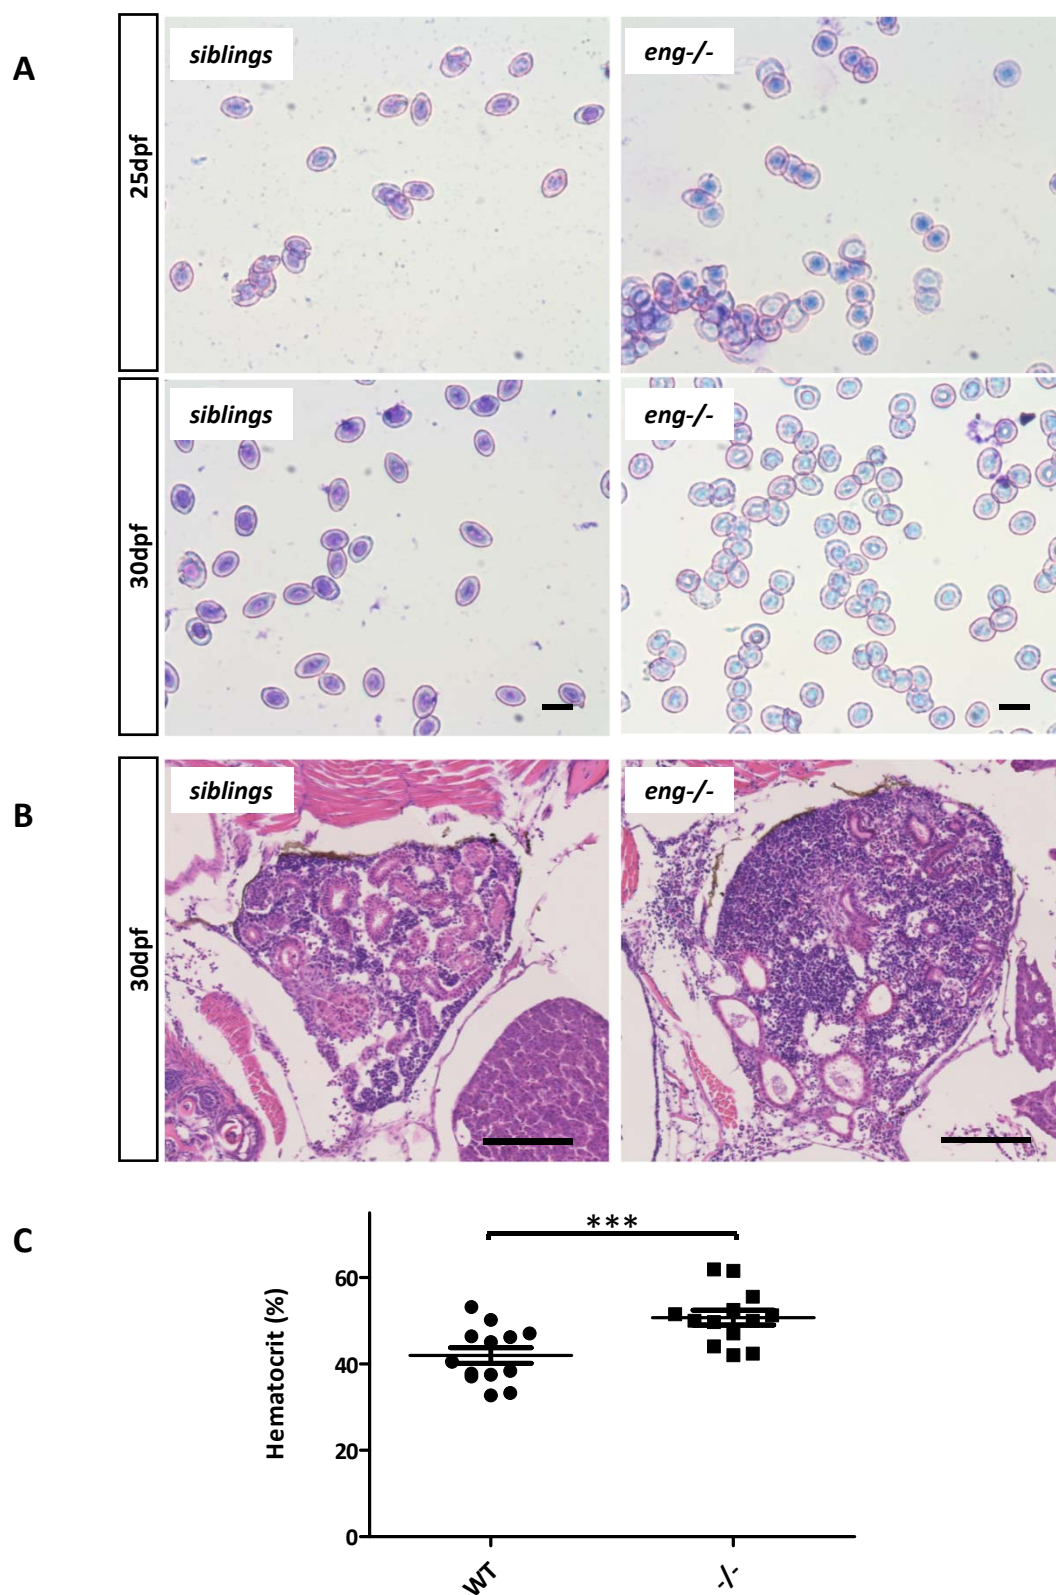 A
25dpf
siblings
eng-/-
30dpf
siblings
eng-/-
B
30dpf
siblings
eng-/-
C
***
Hematocrit (%)
60
40
20
0
WT
-/-